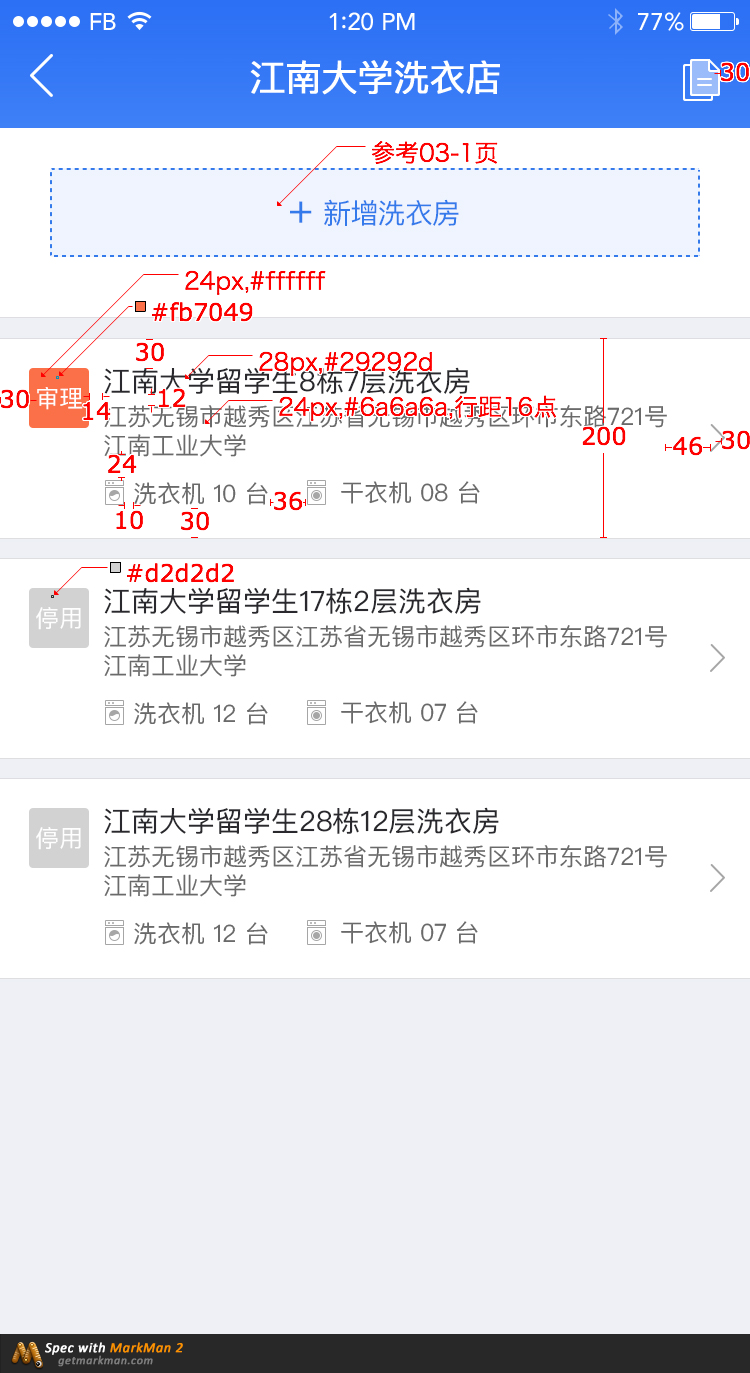 FB 1:20 PM 77%
江南大学洗衣店
30
参考03-1页
+ 新增洗衣房
24px,#ffffff
#fb7049
30
28px,#29292d
江南大学留学生8栋7层洗衣房
30
审理
14
12
24px,#6a6a6a,行距16点
江苏无锡市越秀区江苏省无锡市越秀区环市东路721号
江南工业大学
200
46
30
24
洗衣机 10 台
36
干衣机 08 台
10
30
#d2d2d2
停用
江南大学留学生17栋2层洗衣房
江苏无锡市越秀区江苏省无锡市越秀区环市东路721号
江南工业大学
洗衣机 12 台 干衣机 07 台
停用
江南大学留学生28栋12层洗衣房
江苏无锡市越秀区江苏省无锡市越秀区环市东路721号
江南工业大学
洗衣机 12 台 干衣机 07 台
Spec with MarkMan 2
getmarkman.com